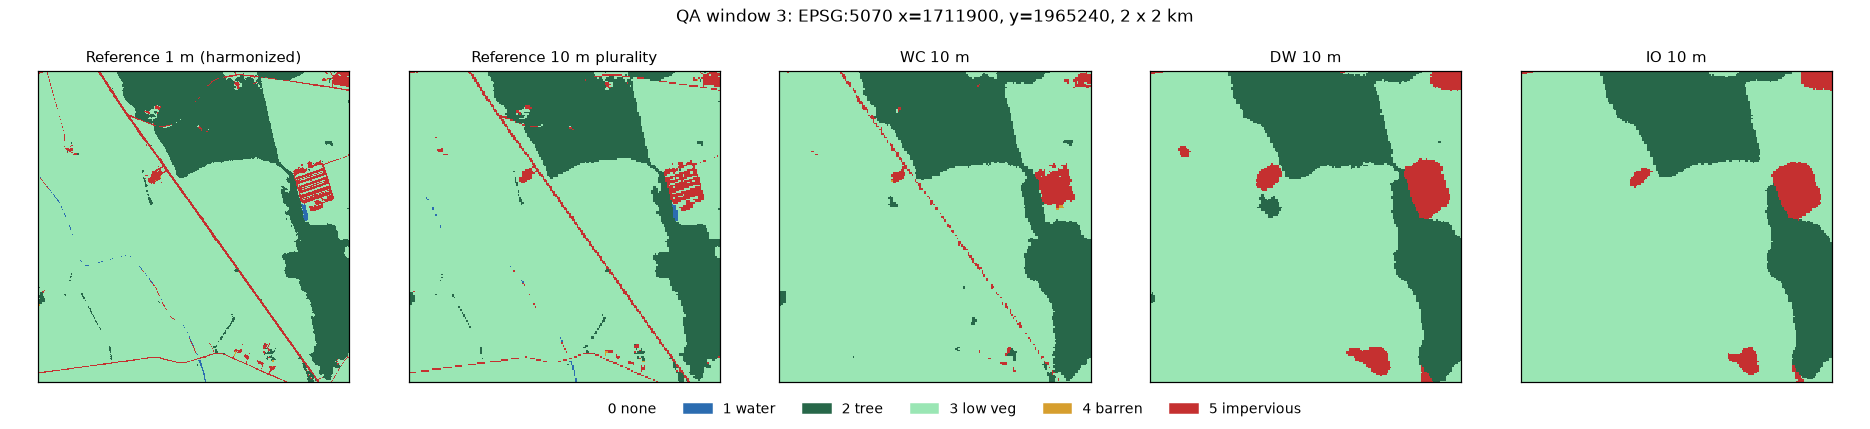 QA window 3: EPSG:5070 x=1711900, y=1965240, 2 x 2 km
Reference 1 m (harmonized)
Reference 10 m plurality
WC 10 m
DW 10 m
IO 10 m
0 none
1 water
2 tree
3 low veg
4 barren
5 impervious